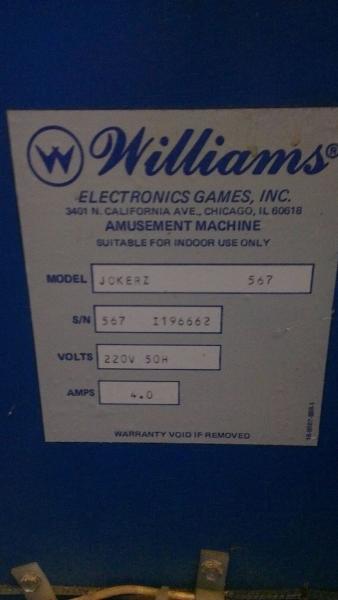 W Williams®
ELECTRONICS GAMES, INC.
3401 N. CALIFORNIA AVE., CHICAGO, IL 60618
AMUSEMENT MACHINE
SUITABLE FOR INDOOR USE ONLY
MODEL JOKERZ 567
S/N 567 I196662
VOLTS 220V 50H
AMPS 4.0
WARRANTY VOID IF REMOVED